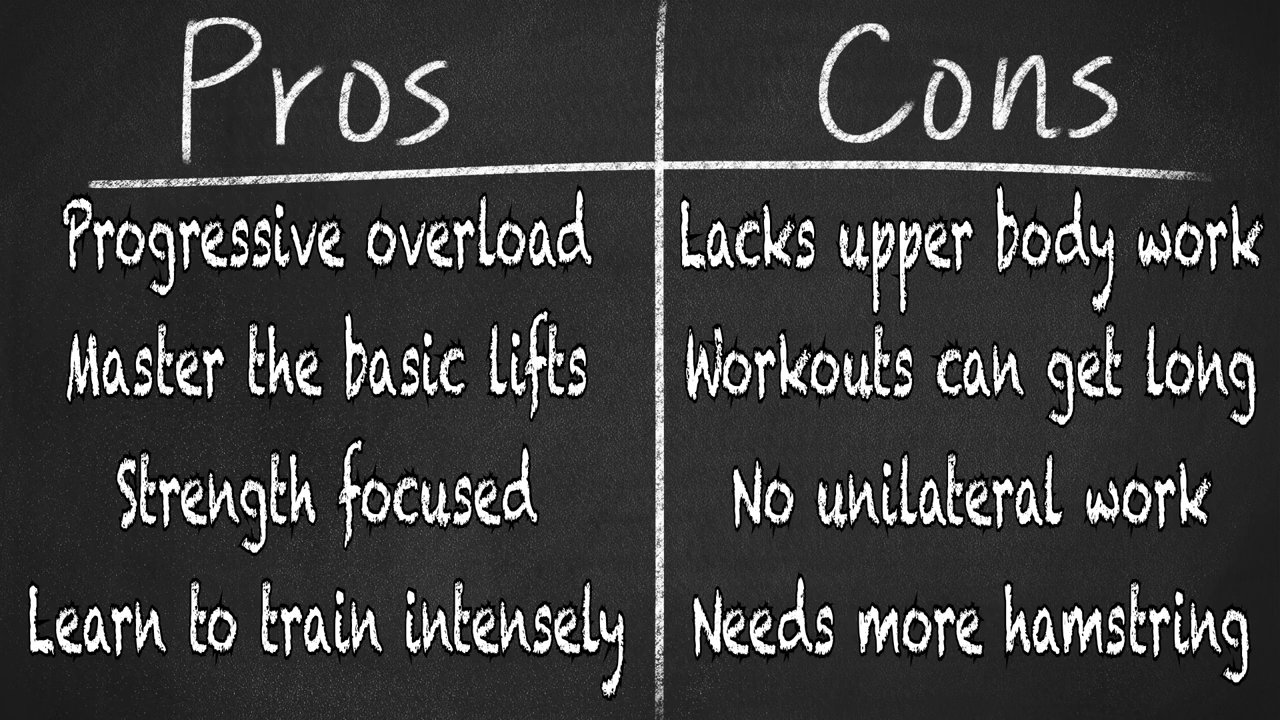 Pros
Cons
Progressive overload
Master the basic lifts
Strength focused
Learn to train intensely
Lacks upper body work
Workouts can get long
No unilateral work
Needs more hamstring